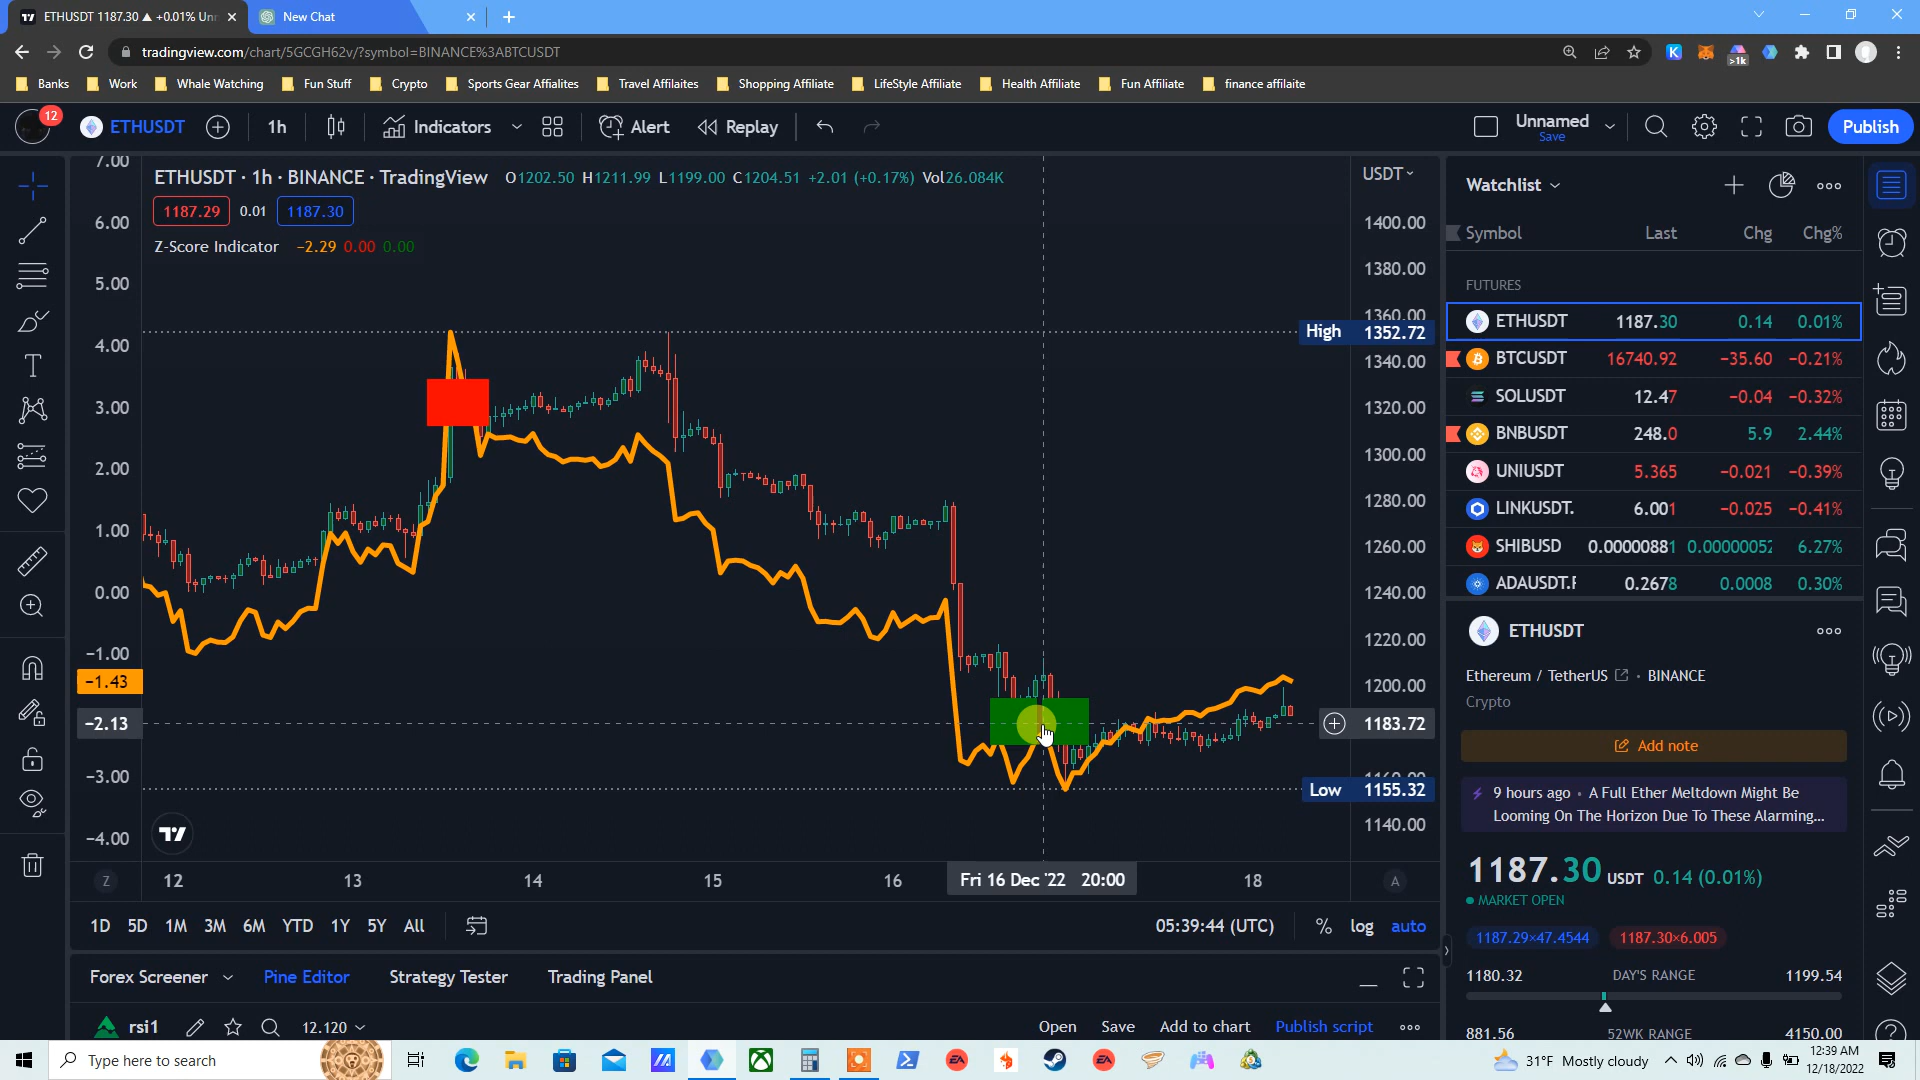 ETHUSDT 1187.30 ▲ +0.01% Unn
New Chat
tradingview.com/chart/5GCGH62v/?symbol=BINANCE%3ABTCUSDT
>1k
Banks
Work
Whale Watching
Fun Stuff
Crypto
Sports Gear Affialites
Travel Affilaites
Shopping Affiliate
LifeStyle Affiliate
Health Affiliate
Fun Affiliate
finance affilaite
12
ETHUSDT
1h
Indicators
Alert
Replay
Unnamed
Save
Publish
ETHUSDT · 1h · BINANCE · TradingView O1202.50 H1211.99 L1199.00 C1204.51 +2.01 (+0.17%) Vol26.084K
1187.29 0.01 1187.30
Z-Score Indicator −2.29 0.00 0.00
7.00
6.00
5.00
4.00
3.00
2.00
1.00
0.00
−1.00
−1.43
−2.13
−3.00
−4.00
USDT
1400.00
1380.00
1360.00
High 1352.72
1340.00
1320.00
1300.00
1280.00
1260.00
1240.00
1220.00
1200.00
1183.72
1160.00
Low 1155.32
1140.00
Z
12
13
14
15
16
Fri 16 Dec '22 20:00
18
A
1D 5D 1M 3M 6M YTD 1Y 5Y All
05:39:44 (UTC) % log auto
Forex Screener Pine Editor Strategy Tester Trading Panel
rsi1
12.120
Open Save Add to chart Publish script
Watchlist
Symbol Last Chg Chg%
FUTURES
ETHUSDT 1187.30 0.14 0.01%
BTCUSDT 16740.92 −35.60 −0.21%
SOLUSDT 12.47 −0.04 −0.32%
BNBUSDT 248.0 5.9 2.44%
UNIUSDT 5.365 −0.021 −0.39%
LINKUSDT. 6.001 −0.025 −0.41%
SHIBUSD 0.00000881 0.00000052 6.27%
ADAUSDT.F 0.2678 0.0008 0.30%
ETHUSDT
Ethereum / TetherUS · BINANCE
Crypto
Add note
9 hours ago • A Full Ether Meltdown Might Be
Looming On The Horizon Due To These Alarming...
1187.30 USDT 0.14 (0.01%)
MARKET OPEN
1187.29×47.4544 1187.30×6.005
1180.32 DAY'S RANGE 1199.54
881.56 52WK RANGE 4150.00
Type here to search
31°F Mostly cloudy
12:39 AM
12/18/2022